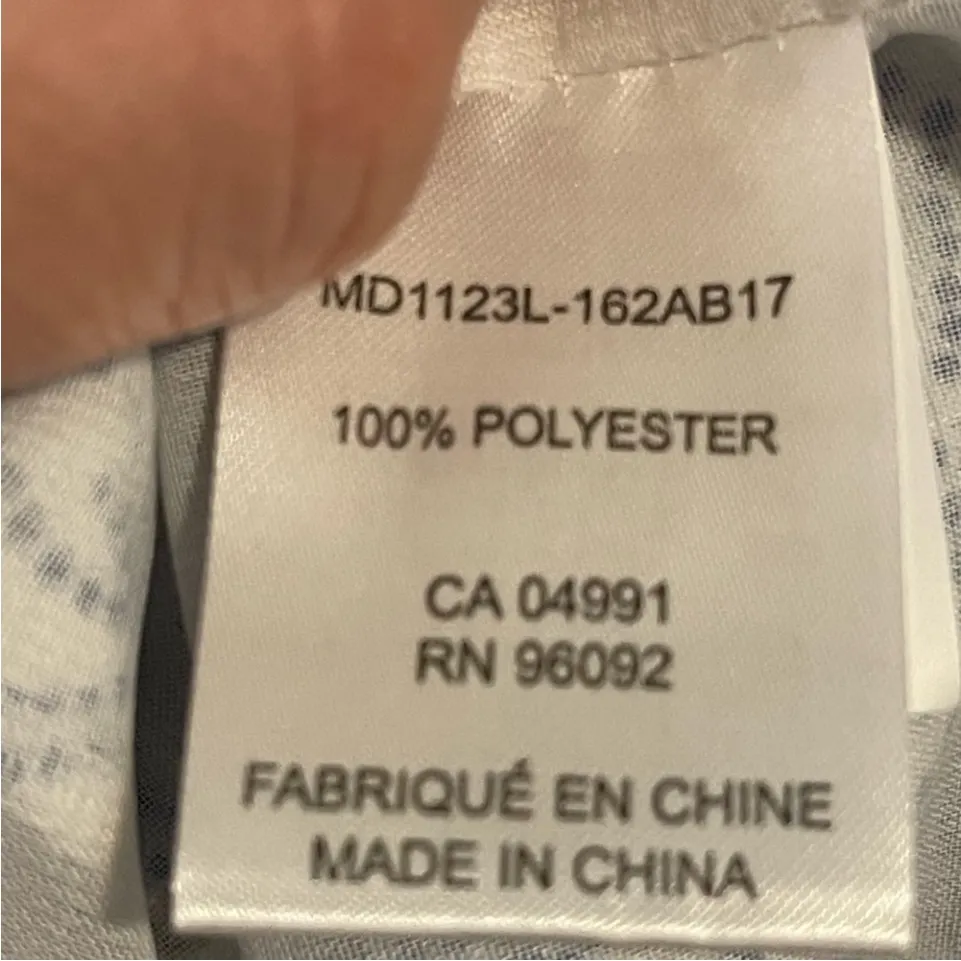 MD1123L-162AB17
100% POLYESTER
CA 04991
RN 96092
FABRIQUÉ EN CHINE
MADE IN CHINA